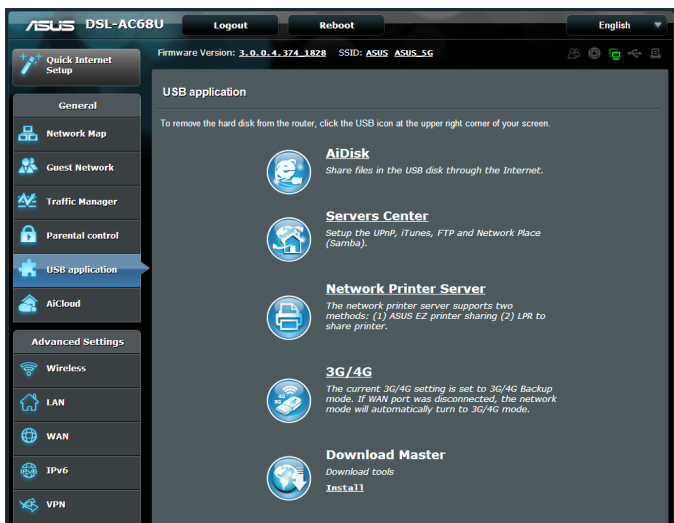 ASUS DSL-AC68U Logout Reboot English
Quick Internet
Setup
Firmware Version: 3.0.0.4.374_1828 SSID: ASUS ASUS_5G
General
Network Map
Guest Network
Traffic Manager
Parental control
USB application
AiCloud
Advanced Settings
Wireless
LAN
WAN
IPv6
VPN
USB application
To remove the hard disk from the router, click the USB icon at the upper right corner of your screen.
AiDisk
Share files in the USB disk through the Internet.
Servers Center
Setup the UPnP, iTunes, FTP and Network Place
(Samba).
Network Printer Server
The network printer server supports two
methods: (1) ASUS EZ printer sharing (2) LPR to
share printer.
3G/4G
The current 3G/4G setting is set to 3G/4G Backup
mode. If WAN port was disconnected, the network
mode will automatically turn to 3G/4G mode.
Download Master
Download tools
Install